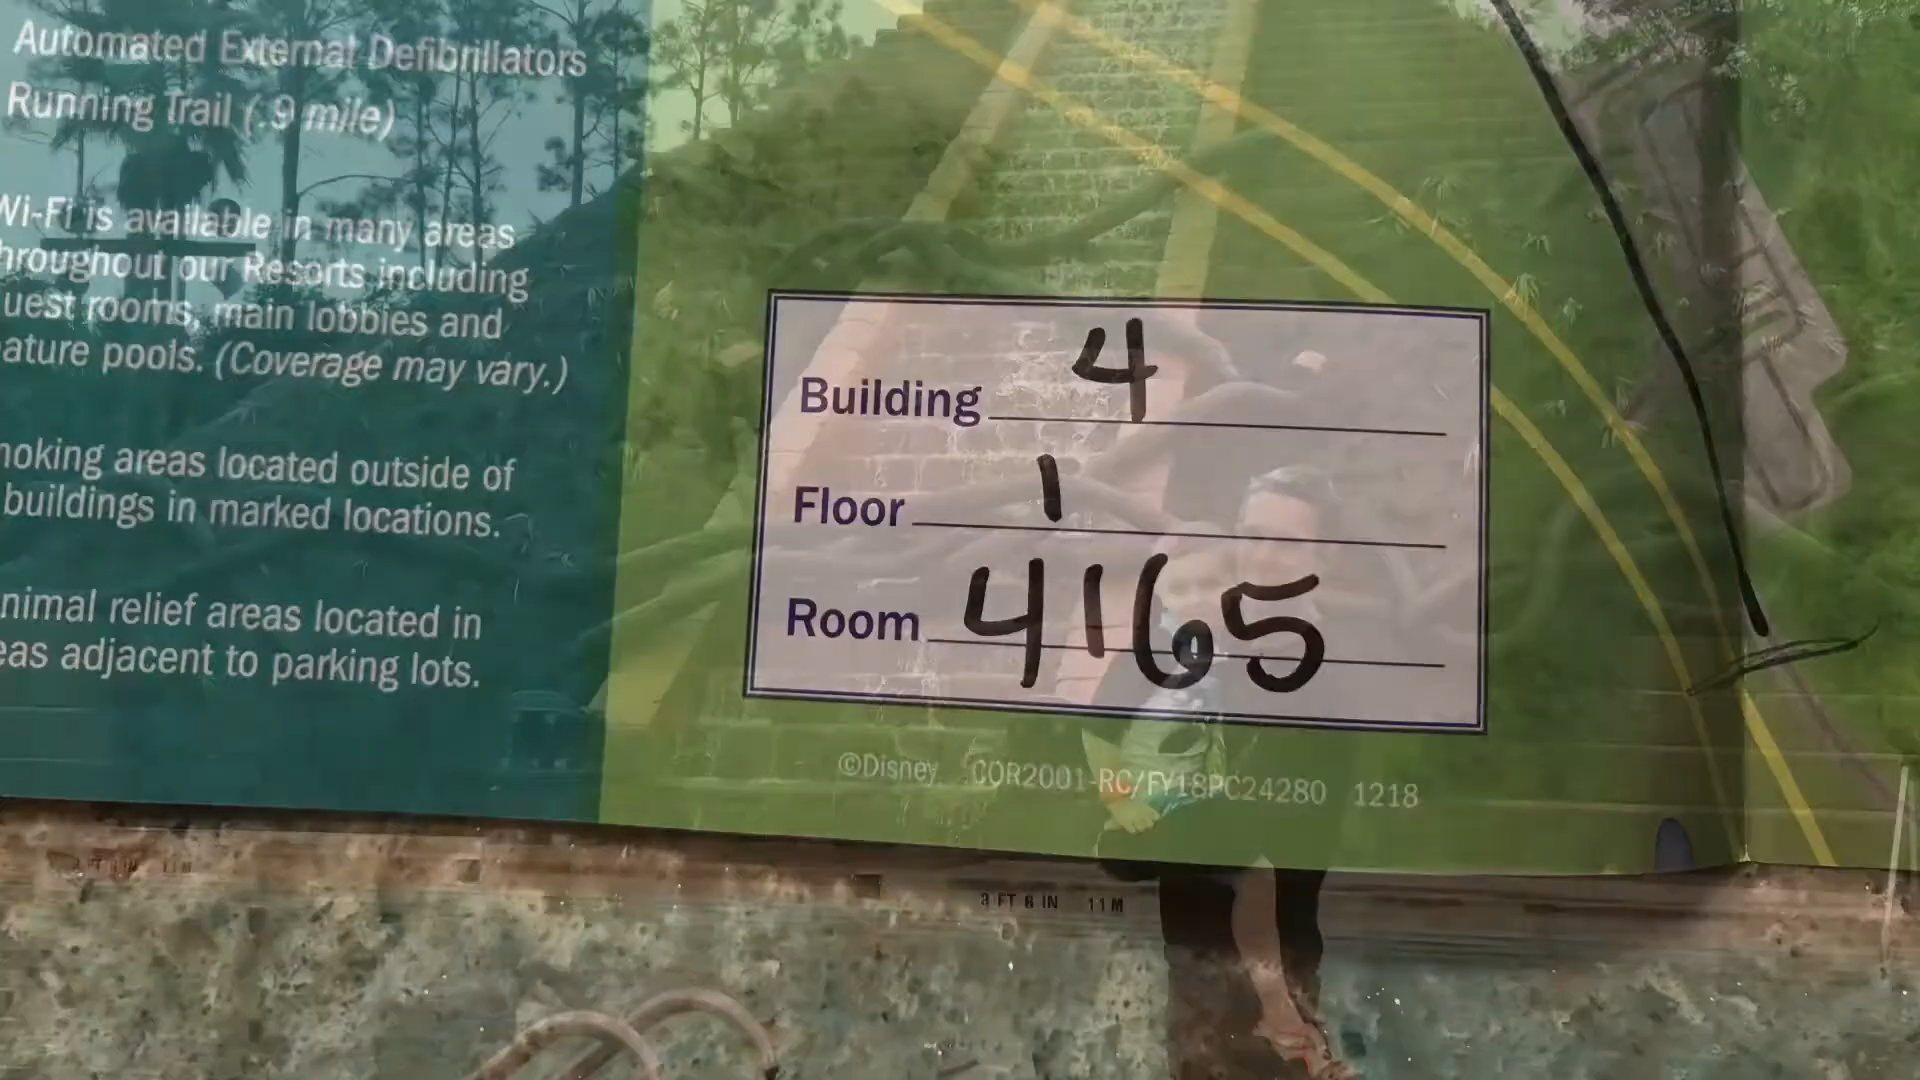 Automated External Defibrillators
Running Trail (.9 mile)
Wi-Fi is available in many areas
throughout our Resorts including
uest rooms, main lobbies and
ature pools. (Coverage may vary.)
moking areas located outside of
buildings in marked locations.
nimal relief areas located in
eas adjacent to parking lots.
Building 4
Floor 1
Room 4165
©Disney COR2001-RC/FY18PC24280 1218
3 FT 8 IN 11M